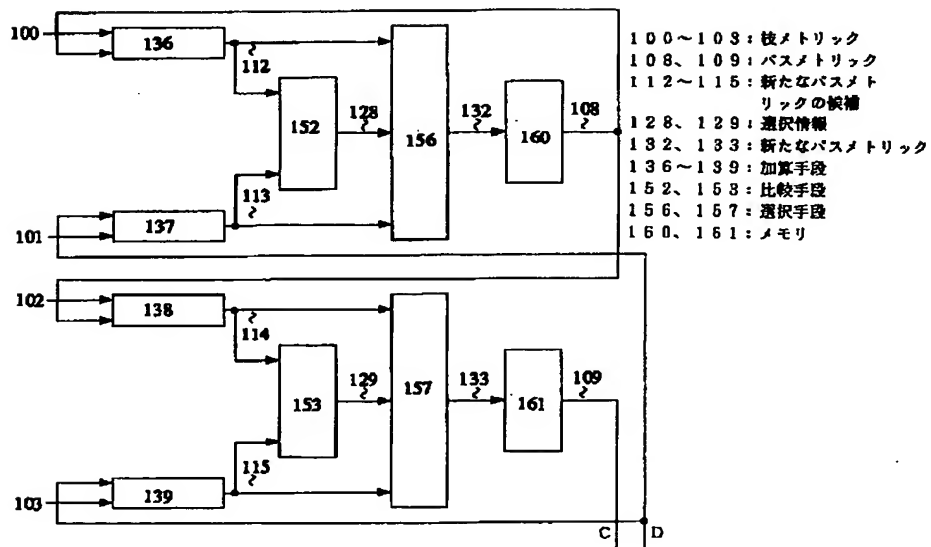 100
136
112
152
128
156
132
160
108
113
101
137
102
138
114
153
129
157
133
161
109
115
103
139
C
D
100~103：枝メトリック
108、109：パスメトリック
112~115：新たなパスメト
リックの候補
128、129：選択情報
132、133：新たなパスメトリック
136~139：加算手段
152、153：比較手段
156、157：選択手段
160、161：メモリ